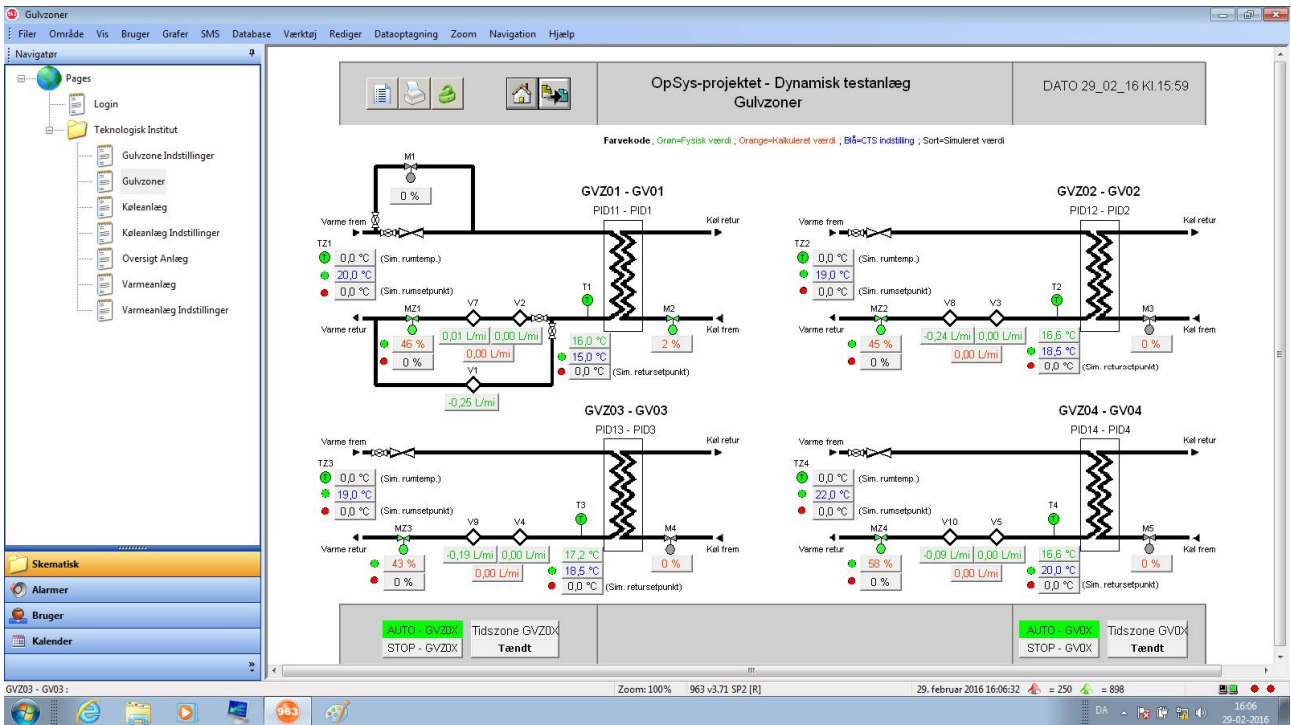 Gulvzoner
Filer Område Vis Bruger Grafer SMS Database Værktøj Rediger Dataoptagning Zoom Navigation Hjælp
Navigatør
Pages
Login
Teknologisk Institut
Gulvzone Indstillinger
Gulvzoner
Køleanlæg
Køleanlæg Indstillinger
Oversigt Anlæg
Varmeanlæg
Varmeanlæg Indstillinger
Skematisk
Alarmer
Bruger
Kalender
OpSys-projektet - Dynamisk testanlæg
Gulvzoner
DATO 29_02_16 Kl.15:59
Farvekode ; Grøn=Fysisk værdi ; Orange=Kalkuleret værdi ; Blå=CTS indstilling ; Sort=Simuleret værdi
M1
0 %
GVZ01 - GV01
PID11 - PID1
Varme frem
Køl retur
TZ1
T
0,0 °C (Sim. rumtemp.)
20,0 °C
0,0 °C (Sim. rumsetpunkt)
MZ1
V7
V2
T1
T
M2
Varme retur
Køl frem
46 %
0 %
0,01 L/mi
0,00 L/mi
0,00 L/mi
V1
-0,25 L/mi
16,0 °C
15,0 °C
0,0 °C (Sim. retursetpunkt)
2 %
GVZ02 - GV02
PID12 - PID2
Varme frem
Køl retur
TZ2
T
0,0 °C (Sim. rumtemp.)
19,0 °C
0,0 °C (Sim. rumsetpunkt)
MZ2
V8
V3
T2
T
M3
Varme retur
Køl frem
45 %
0 %
-0,24 L/mi
0,00 L/mi
0,00 L/mi
16,6 °C
18,5 °C
0,0 °C (Sim. retursetpunkt)
0 %
GVZ03 - GV03
PID13 - PID3
Varme frem
Køl retur
TZ3
T
0,0 °C (Sim. rumtemp.)
19,0 °C
0,0 °C (Sim. rumsetpunkt)
MZ3
V9
V4
T3
T
M4
Varme retur
Køl frem
43 %
0 %
-0,19 L/mi
0,00 L/mi
0,00 L/mi
17,2 °C
18,5 °C
0,0 °C (Sim. retursetpunkt)
0 %
GVZ04 - GV04
PID14 - PID4
Varme frem
Køl retur
TZ4
T
0,0 °C (Sim. rumtemp.)
22,0 °C
0,0 °C (Sim. rumsetpunkt)
MZ4
V10
V5
T4
T
M5
Varme retur
Køl frem
58 %
0 %
-0,09 L/mi
0,00 L/mi
0,00 L/mi
16,6 °C
20,0 °C
0,0 °C (Sim. retursetpunkt)
0 %
AUTO - GVZ0X
STOP - GVZ0X
Tidszone GVZ0X
Tændt
AUTO - GV0X
STOP - GV0X
Tidszone GV0X
Tændt
GVZ03 - GV03 :
Zoom: 100%
963 v3.71 SP2 [R]
29. februar 2016 16:06:32
= 250
= 898
963
DA
16:06
29-02-2016